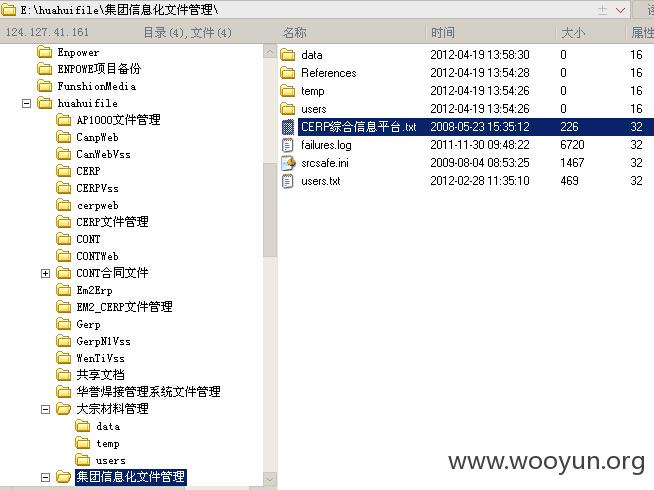 E:\huahuifile\集团信息化文件管理\
124.127.41.161 目录(4),文件(4) 名称 时间 大小 属性
Enpower
ENPOWE项目备份
FunshionMedia
huahuifile
AP1000文件管理
CanpWeb
CanWebVss
CERP
CERPVss
cerpweb
CERP文件管理
CONT
CONTWeb
CONT合同文件
Em2Erp
EM2_CERP文件管理
Gerp
GerpN1Vss
WenTiVss
共享文档
华誉焊接管理系统文件管理
大宗材料管理
data
temp
users
集团信息化文件管理
data 2012-04-19 13:58:30 0 16
References 2012-04-19 13:54:28 0 16
temp 2012-04-19 13:54:26 0 16
users 2012-04-19 13:54:26 0 16
CERP综合信息平台.txt 2008-05-23 15:35:12 226 32
failures.log 2011-11-30 09:48:22 6720 32
srcsafe.ini 2009-08-04 08:53:25 1467 32
users.txt 2012-02-28 11:35:10 469 32
www.wooyun.org